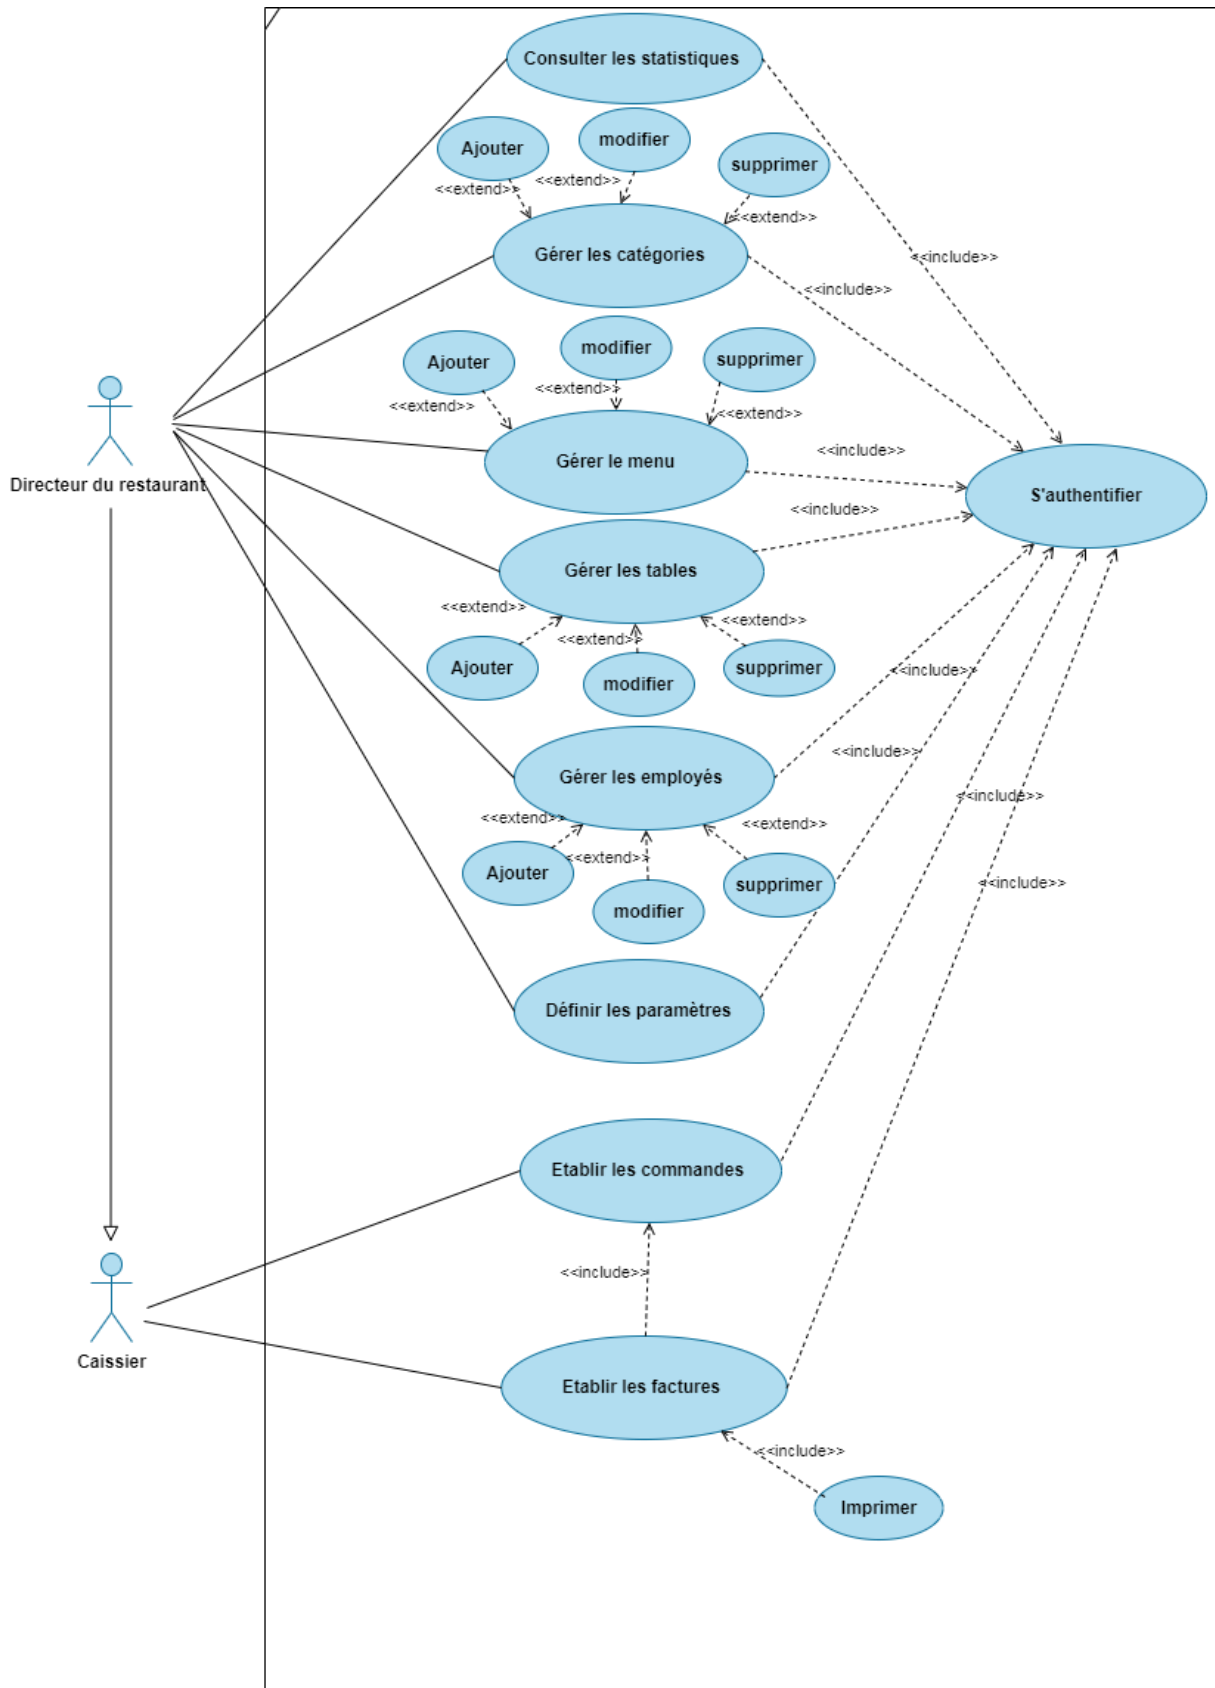 Consulter les statistiques
Ajouter
modifier
supprimer
<<extend>>
<<extend>>
<<extend>>
Gérer les catégories
<<include>>
<<include>>
Ajouter
modifier
supprimer
<<extend>>
<<extend>>
<<extend>>
Gérer le menu
<<include>>
Directeur du restaurant
S'authentifier
<<include>>
Gérer les tables
<<extend>>
<<extend>>
<<extend>>
Ajouter
modifier
supprimer
<<include>>
Gérer les employés
<<include>>
<<extend>>
<<extend>>
<<extend>>
Ajouter
modifier
supprimer
<<include>>
<<include>>
Définir les paramètres
Etablir les commandes
<<include>>
Caissier
Etablir les factures
<<include>>
Imprimer